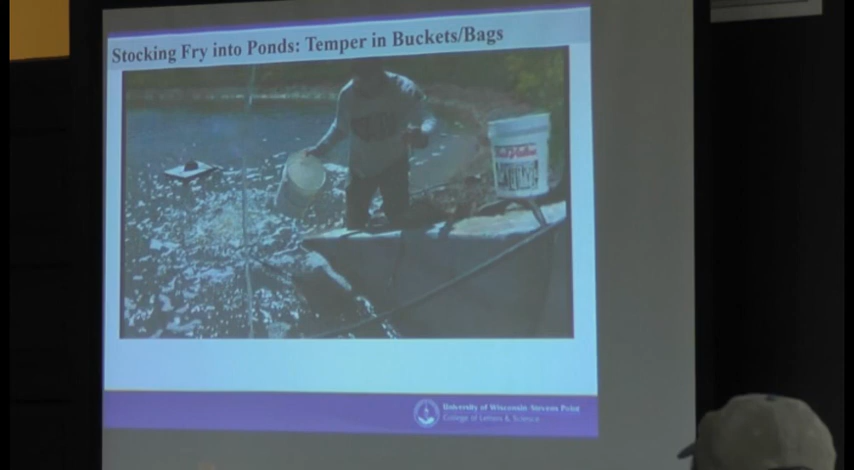 Stocking Fry into Ponds: Temper in Buckets/Bags
University of Wisconsin-Stevens Point
College of Letters & Science